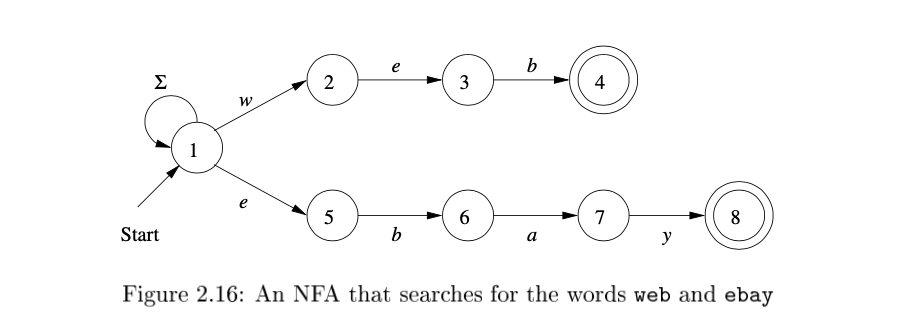 Σ
w
2
e
3
b
4
1
e
5
b
6
a
7
y
8
Start
Figure 2.16: An NFA that searches for the words web and ebay